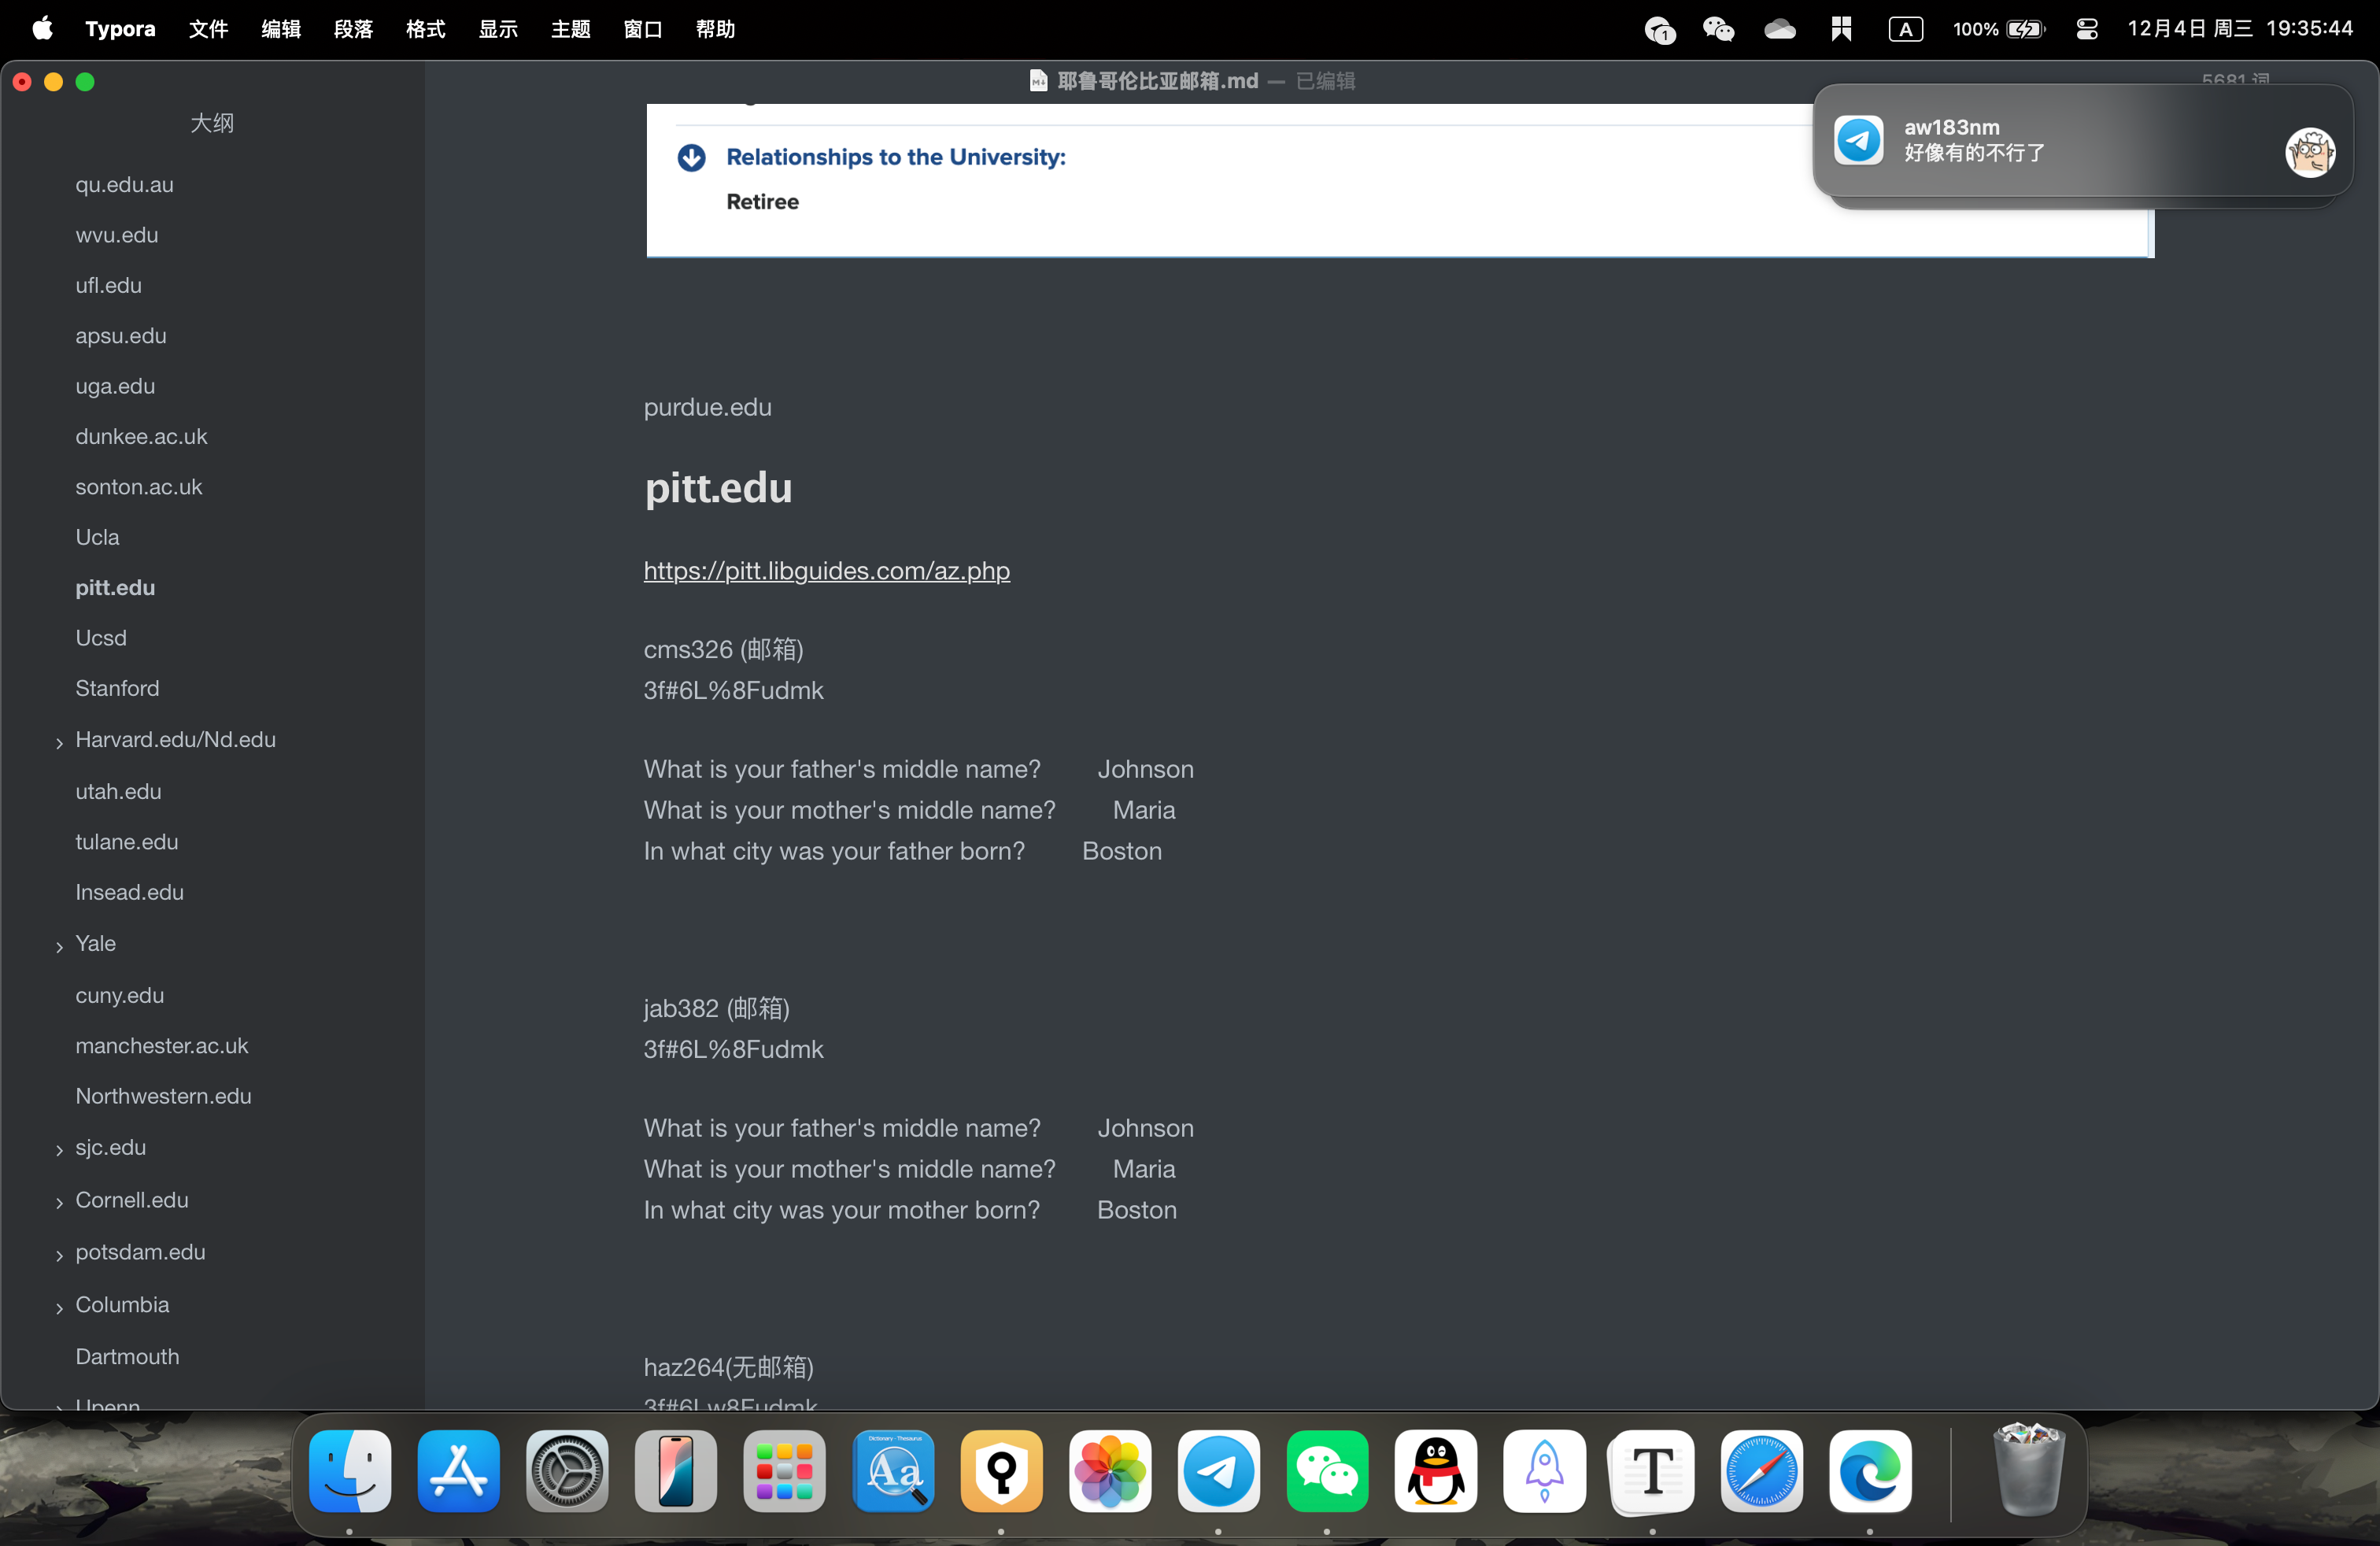 Typora 文件 编辑 段落 格式 显示 主题 窗口 帮助
1 A 100% 12月4日 周三 19:35:44
耶鲁哥伦比亚邮箱.md — 已编辑
5681 词
aw183nm
好像有的不行了
大纲
qu.edu.au
wvu.edu
ufl.edu
apsu.edu
uga.edu
dunkee.ac.uk
sonton.ac.uk
Ucla
pitt.edu
Ucsd
Stanford
Harvard.edu/Nd.edu
utah.edu
tulane.edu
Insead.edu
Yale
cuny.edu
manchester.ac.uk
Northwestern.edu
sjc.edu
Cornell.edu
potsdam.edu
Columbia
Dartmouth
Upenn
Relationships to the University:
Retiree
purdue.edu
pitt.edu
https://pitt.libguides.com/az.php
cms326 (邮箱)
3f#6L%8Fudmk
What is your father's middle name? Johnson
What is your mother's middle name? Maria
In what city was your father born? Boston
jab382 (邮箱)
3f#6L%8Fudmk
What is your father's middle name? Johnson
What is your mother's middle name? Maria
In what city was your mother born? Boston
haz264(无邮箱)
3f#6Lw8Fudmk
Dictionary · Thesaurus
Aa
T